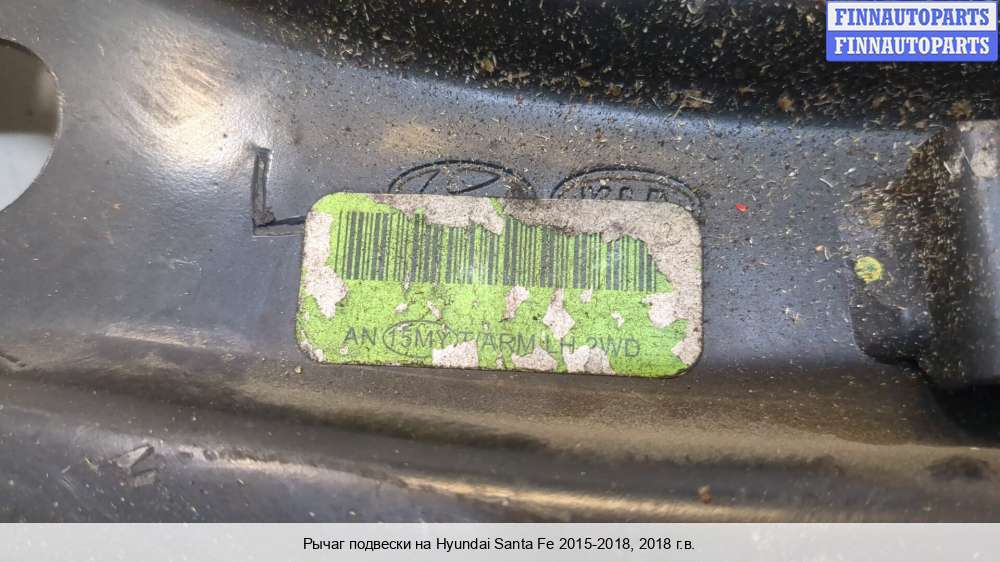 FINNAUTOPARTS
FINNAUTOPARTS
L
AN 15MY T/ARM LH 2WD
Рычаг подвески на Hyundai Santa Fe 2015-2018, 2018 г.в.